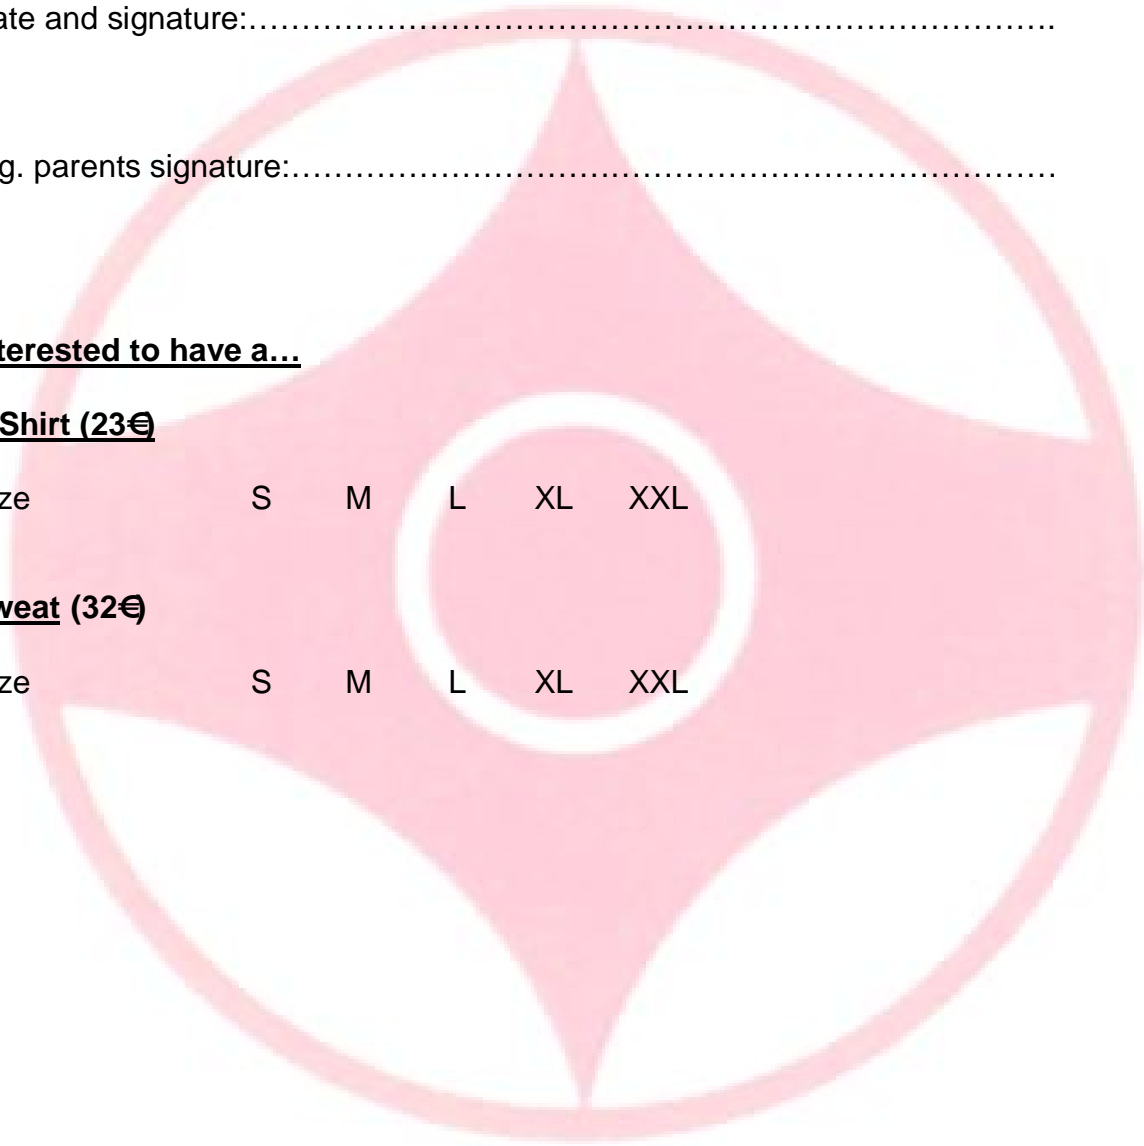 ate and signature:……………………………………………………………………….
g. parents signature:……………………………………………………………………
terested to have a…
Shirt (23€)
ze S M L XL XXL
weat (32€)
ze S M L XL XXL